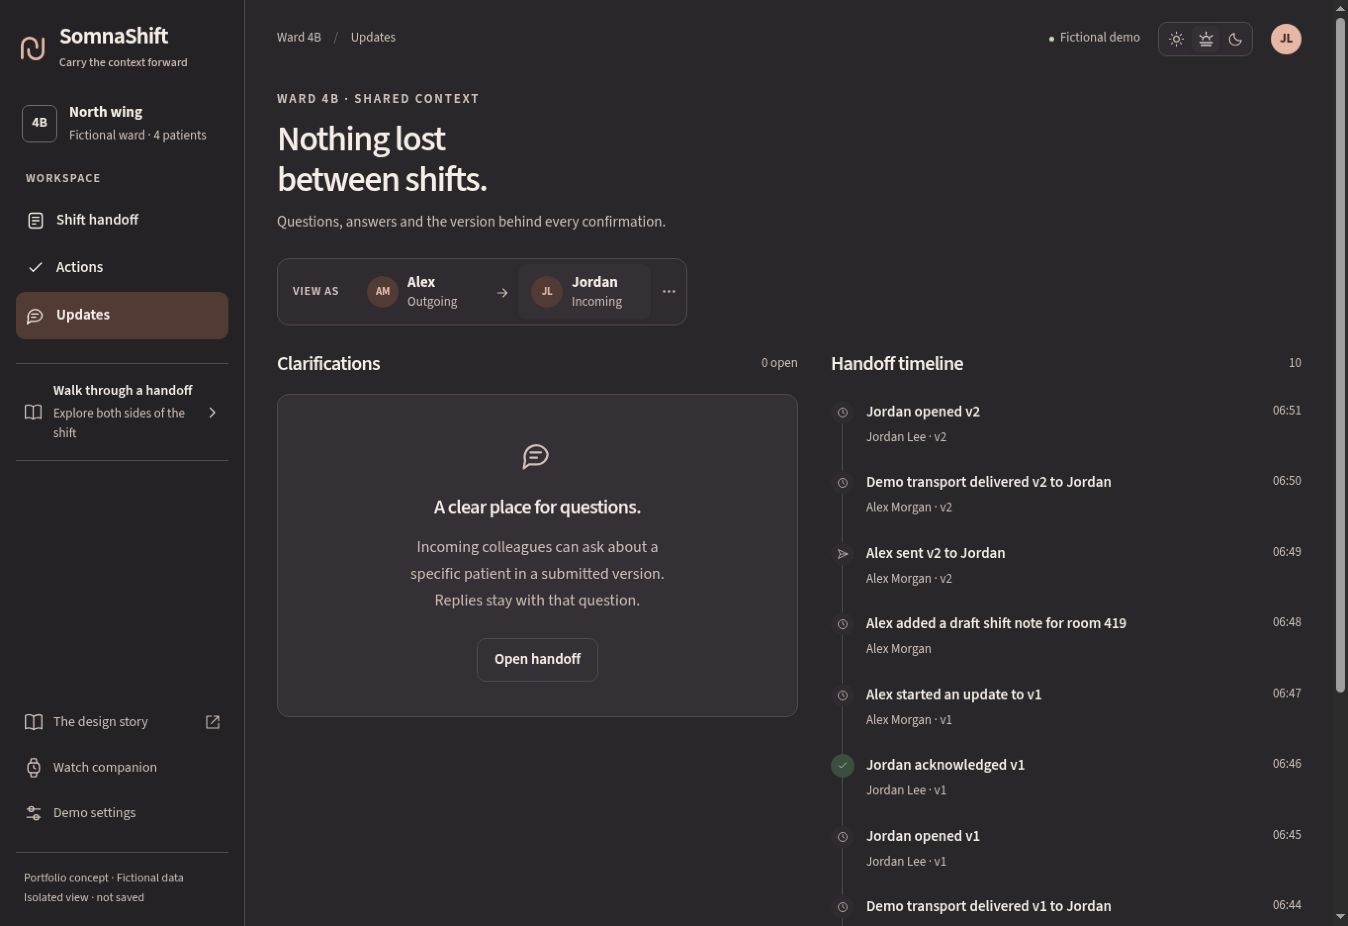 SomnaShift
Carry the context forward
4B
North wing
Fictional ward · 4 patients
WORKSPACE
Shift handoff
Actions
Updates
Walk through a handoff
Explore both sides of the
shift
The design story
Watch companion
Demo settings
Portfolio concept · Fictional data
Isolated view · not saved
Ward 4B / Updates
Fictional demo
JL
WARD 4B · SHARED CONTEXT
Nothing lost
between shifts.
Questions, answers and the version behind every confirmation.
VIEW AS
AM
Alex
Outgoing
→
JL
Jordan
Incoming
···
Clarifications
0 open
A clear place for questions.
Incoming colleagues can ask about a
specific patient in a submitted version.
Replies stay with that question.
Open handoff
Handoff timeline
10
Jordan opened v2
06:51
Jordan Lee · v2
Demo transport delivered v2 to Jordan
06:50
Alex Morgan · v2
Alex sent v2 to Jordan
06:49
Alex Morgan · v2
Alex added a draft shift note for room 419
06:48
Alex Morgan
Alex started an update to v1
06:47
Alex Morgan · v1
Jordan acknowledged v1
06:46
Jordan Lee · v1
Jordan opened v1
06:45
Jordan Lee · v1
Demo transport delivered v1 to Jordan
06:44